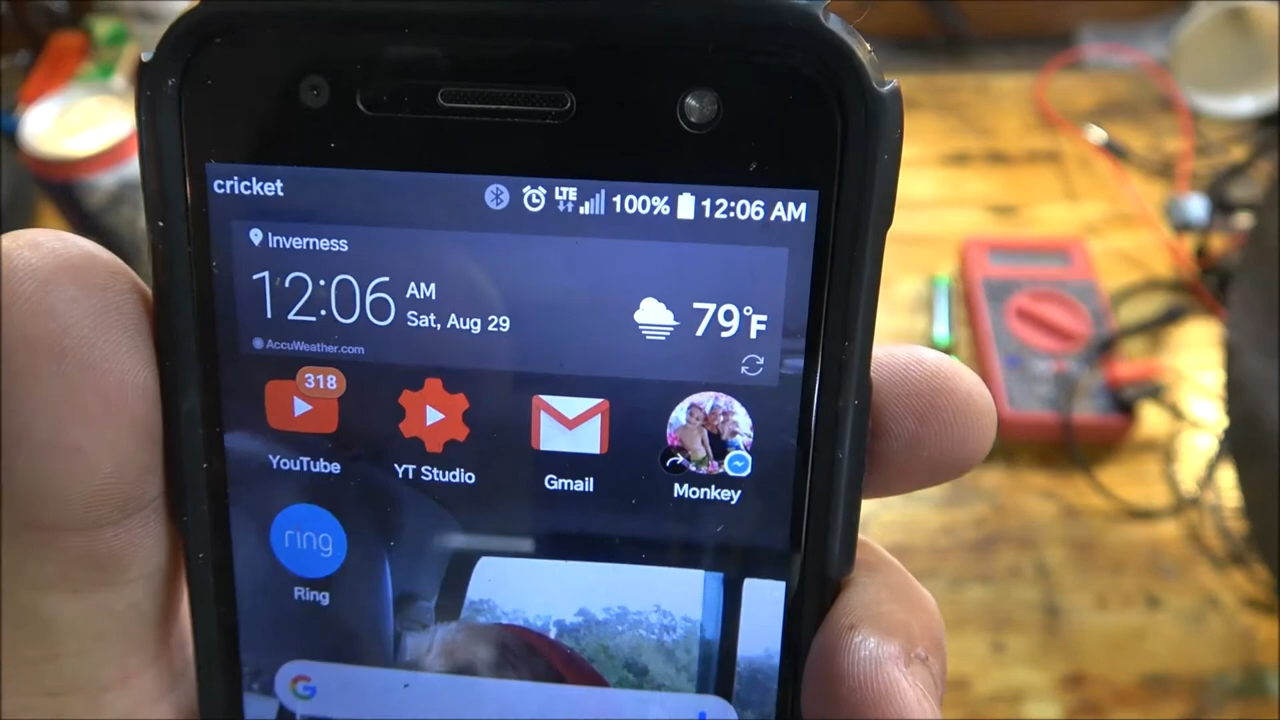 cricket
LTE 100% 12:06 AM
Inverness
12:06 AM
Sat, Aug 29
79°F
AccuWeather.com
318
YouTube
YT Studio
Gmail
Monkey
ring
Ring
G